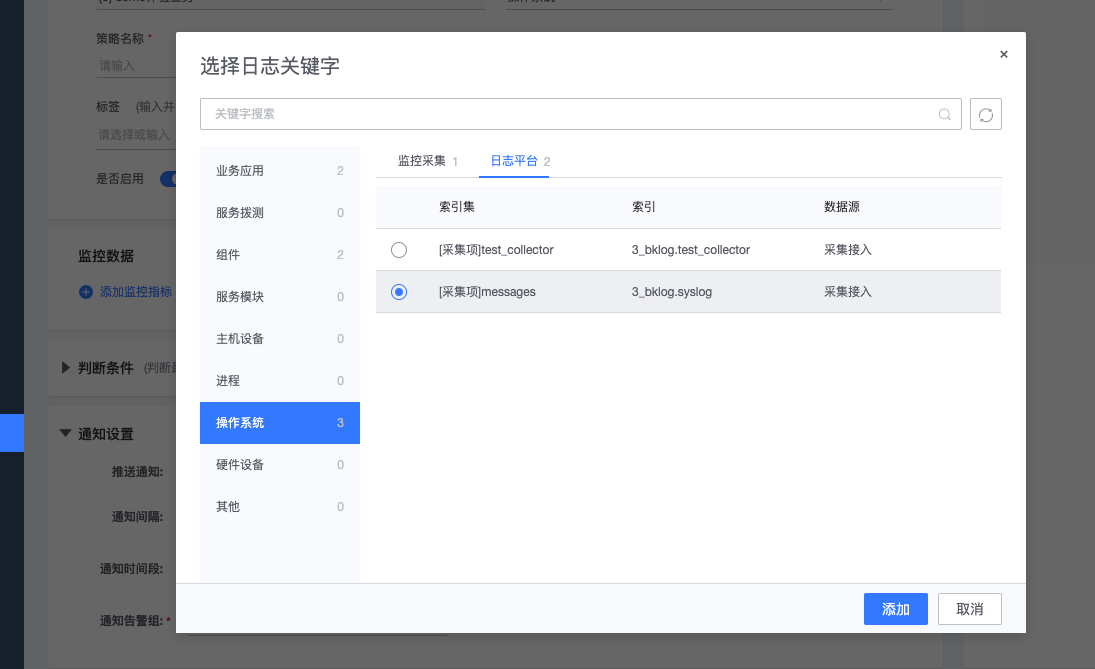 策略名称 *
请输入
标签 (输入并
请选择或输入
是否启用
监控数据
添加监控指标
判断条件 (判断
通知设置
推送通知:
通知间隔:
通知时间段:
通知告警组: *
选择日志关键字
×
关键字搜索
业务应用 2
服务拨测 0
组件 2
服务模块 0
主机设备 0
进程 0
操作系统 3
硬件设备 0
其他 0
监控采集 1 日志平台 2
索引集 索引 数据源
[采集项]test_collector 3_bklog.test_collector 采集接入
[采集项]messages 3_bklog.syslog 采集接入
添加 取消